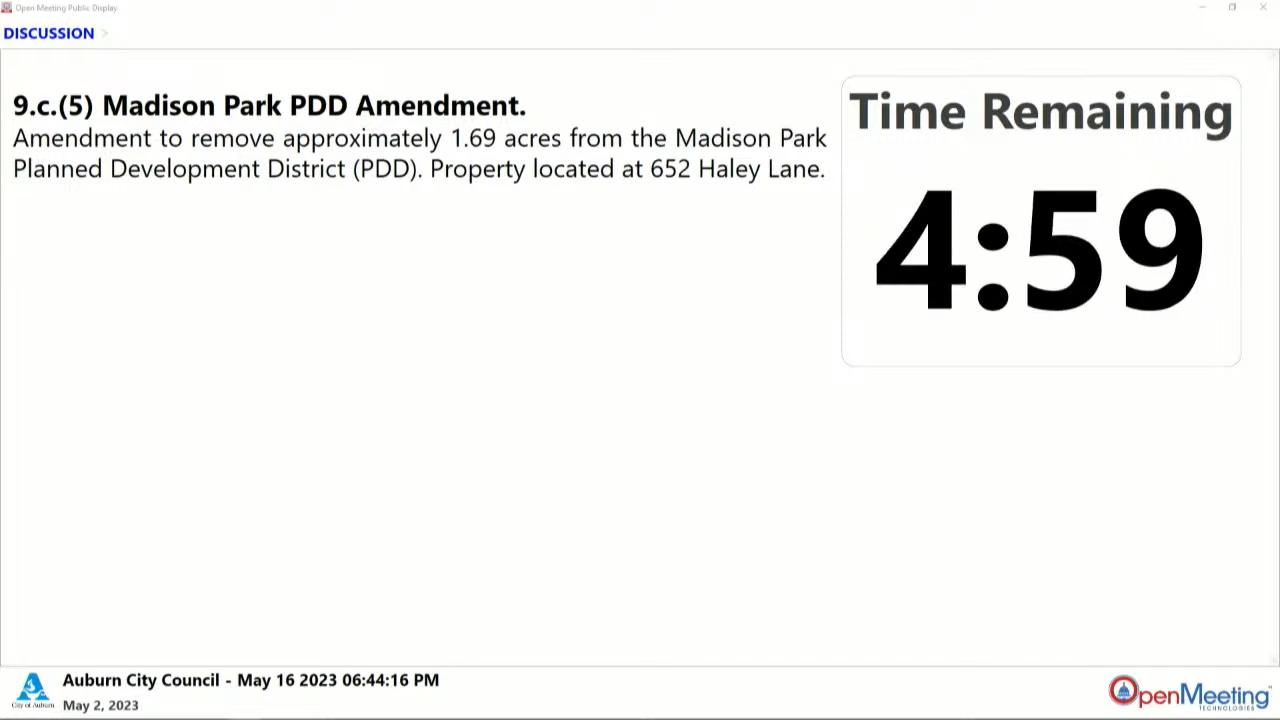 Open Meeting Public Display
DISCUSSION >
9.c.(5) Madison Park PDD Amendment.
Amendment to remove approximately 1.69 acres from the Madison Park
Planned Development District (PDD). Property located at 652 Haley Lane.
Time Remaining
4:59
Auburn City Council - May 16 2023 06:44:16 PM
May 2, 2023
City of Auburn
OpenMeeting
TECHNOLOGIES